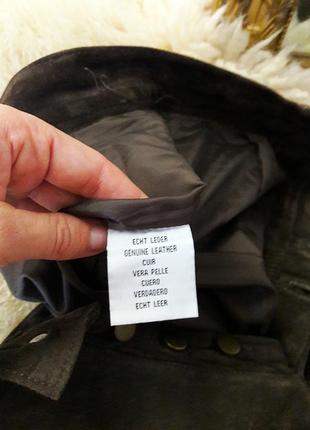 ECHT LEDER
GENUINE LEATHER
CUIR
VERA PELLE
CUERO
VERDADERO
ECHT LEER